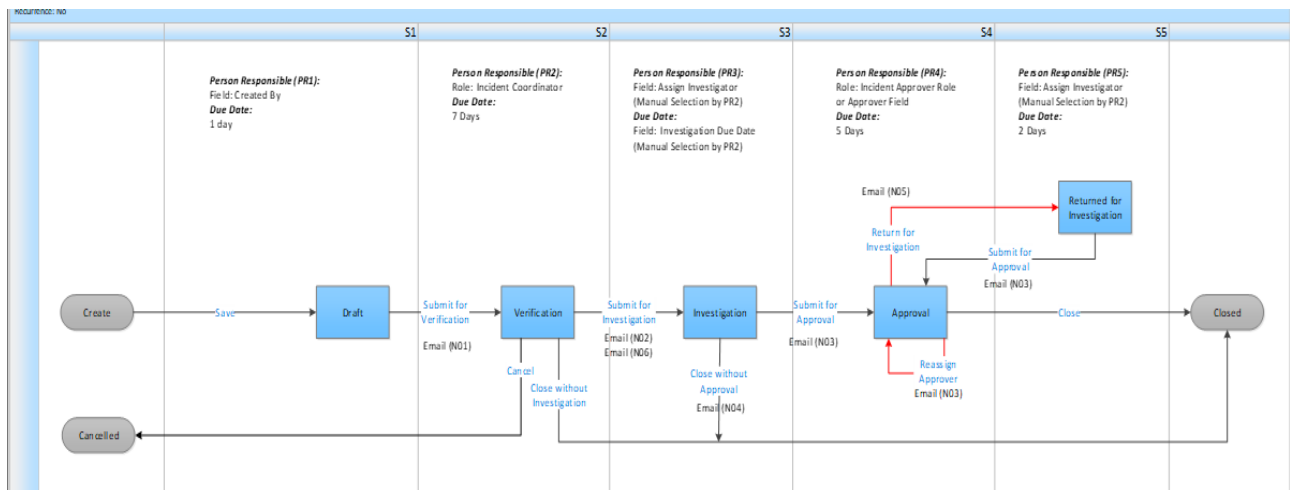 Recurrence: No
S1
S2
S3
S4
S5
Person Responsible (PR1):
Field: Created By
Due Date:
1 day
Person Responsible (PR2):
Role: Incident Coordinator
Due Date:
7 Days
Person Responsible (PR3):
Field: Assign Investigator
(Manual Selection by PR2)
Due Date:
Field: Investigation Due Date
(Manual Selection by PR2)
Person Responsible (PR4):
Role: Incident Approver Role
or Approver Field
Due Date:
5 Days
Person Responsible (PR5):
Field: Assign Investigator
(Manual Selection by PR2)
Due Date:
2 Days
Email (N05)
Returned for
Investigation
Return for
Investigation
Submit for
Approval
Email (N03)
Create
Save
Draft
Submit for
Verification
Email (N01)
Verification
Submit for
Investigation
Email (N02)
Email (N06)
Investigation
Submit for
Approval
Email (N03)
Approval
Close
Closed
Cancel
Close without
Investigation
Close without
Approval
Email (N04)
Reassign
Approver
Email (N03)
Cancelled